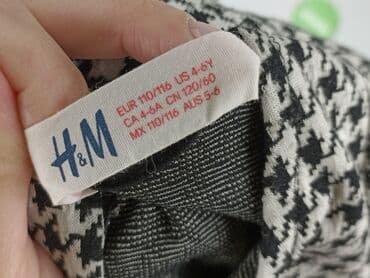 EUR 110/116 US 4-6Y
CA 4-6A CN 120/60
MX 110/116 AUS 5-6
H&M